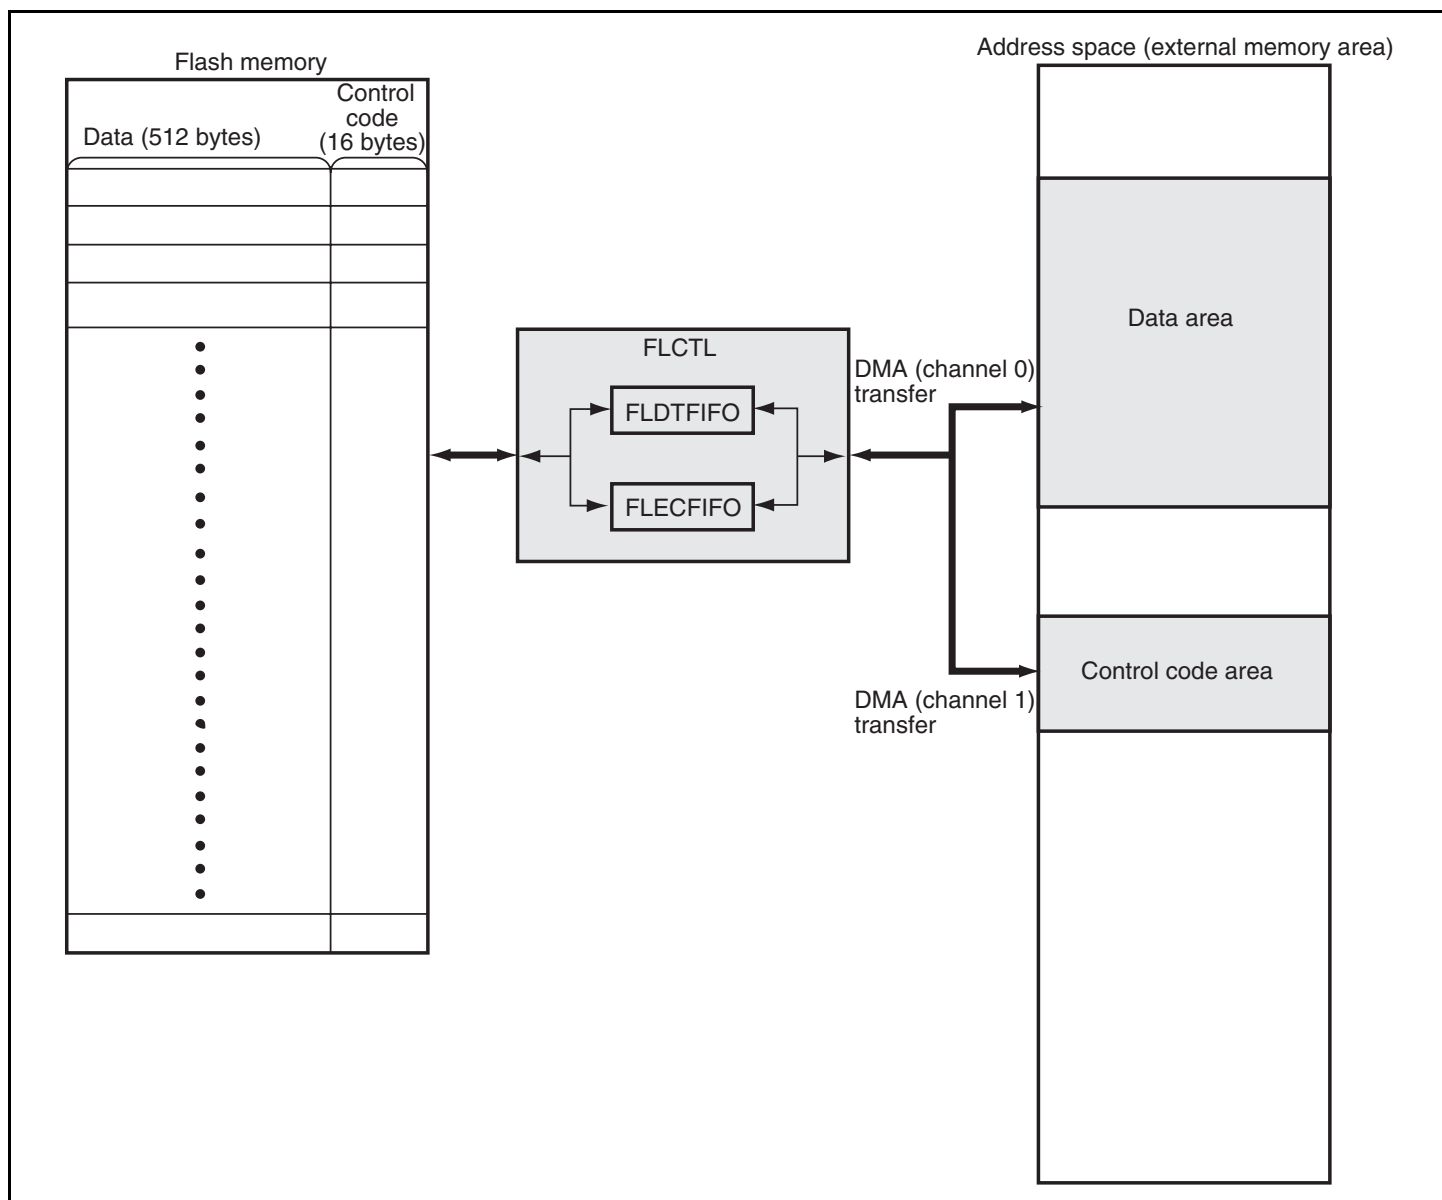 Address space (external memory area)
Flash memory
Control
code
(16 bytes)
Data (512 bytes)
FLCTL
FLDTFIFO
FLECFIFO
DMA (channel 0)
transfer
Data area
DMA (channel 1)
transfer
Control code area